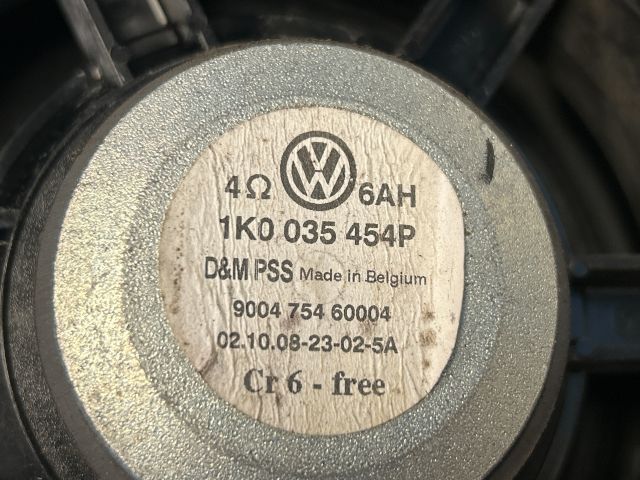 4Ω VW 6AH
1K0 035 454P
D&M PSS Made in Belgium
9004 754 60004
02.10.08-23-02-5A
Cr 6 - free